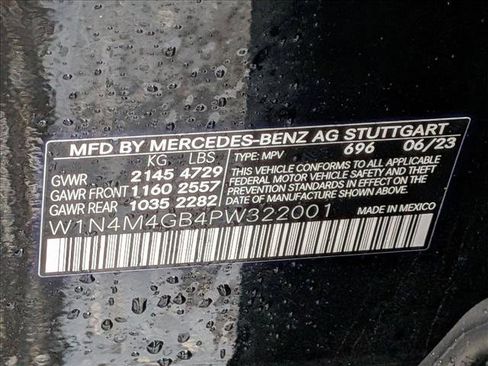 MFD BY MERCEDES-BENZ AG STUTTGART
KG LBS TYPE: MPV 696 06/23
GVWR 2145 4729 THIS VEHICLE CONFORMS TO ALL APPLICABLE
GAWR FRONT 1160 2557 FEDERAL MOTOR VEHICLE SAFETY AND THEFT
GAWR REAR 1035 2282 PREVENTION STANDARDS IN EFFECT ON THE
DATE OF MANUFACTURE SHOWN ABOVE.
W1N4M4GB4PW322001 MADE IN MEXICO